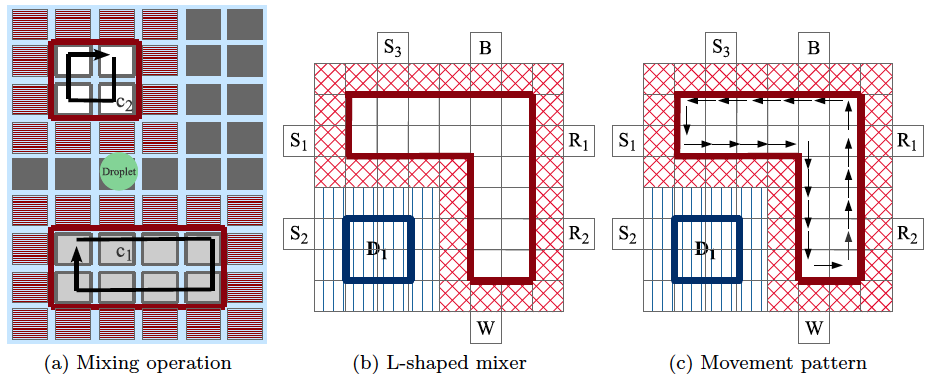 c2
Droplet
c1
(a) Mixing operation
S3
B
S1
R1
S2
D1
R2
W
(b) L-shaped mixer
S3
B
S1
R1
S2
D1
R2
W
(c) Movement pattern